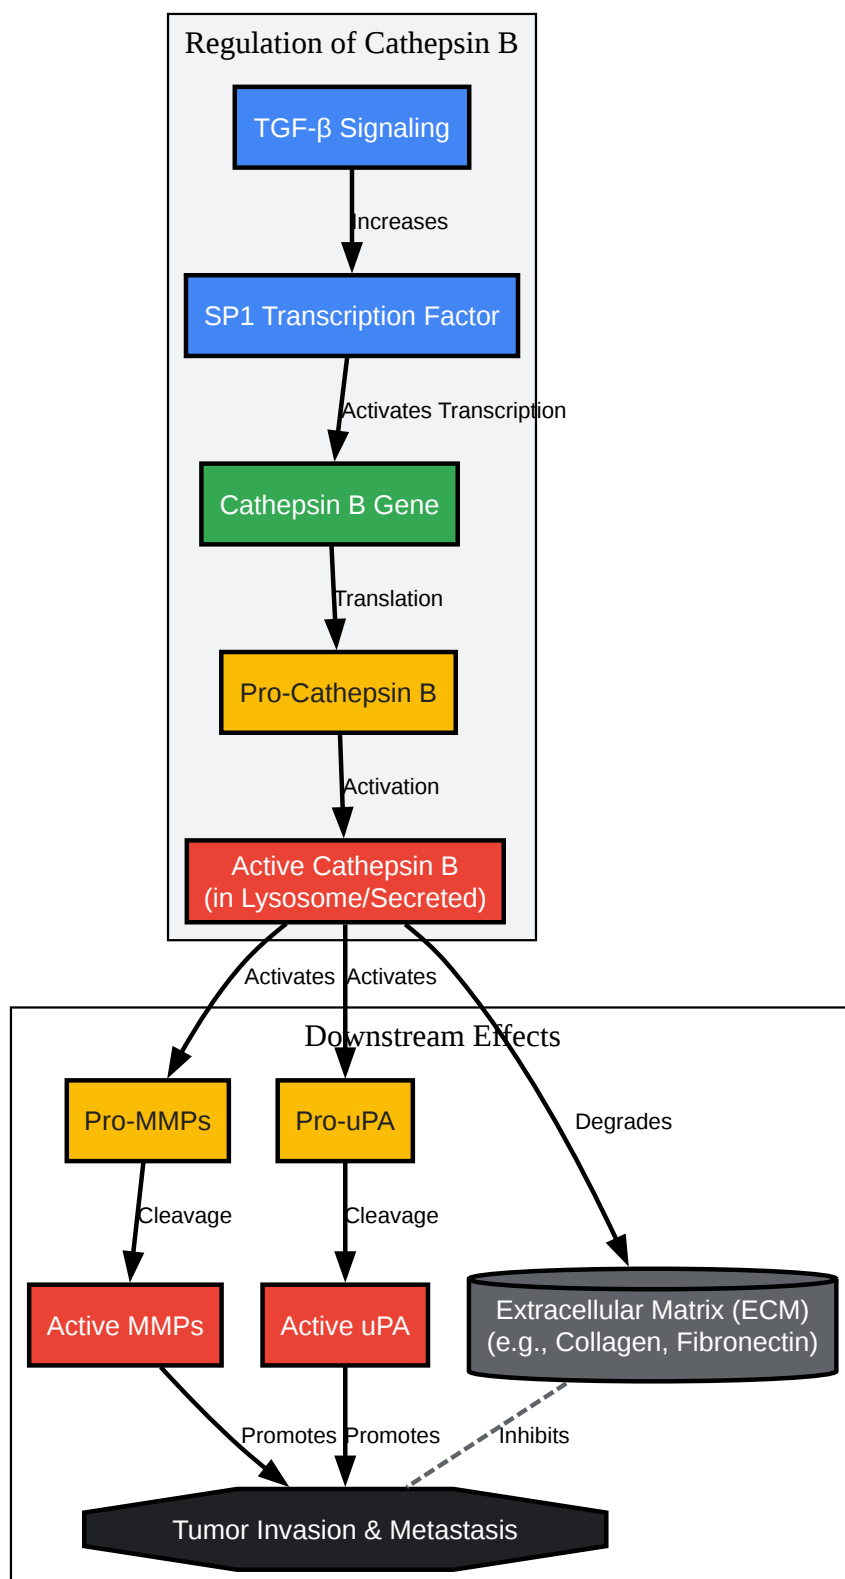 Regulation of Cathepsin B
TGF-β Signaling
Increases
SP1 Transcription Factor
Activates Transcription
Cathepsin B Gene
Translation
Pro-Cathepsin B
Activation
Active Cathepsin B
(in Lysosome/Secreted)
Activates
Activates
Downstream Effects
Pro-MMPs
Pro-uPA
Degrades
Cleavage
Cleavage
Active MMPs
Active uPA
Extracellular Matrix (ECM)
(e.g., Collagen, Fibronectin)
Promotes
Promotes
Inhibits
Tumor Invasion & Metastasis